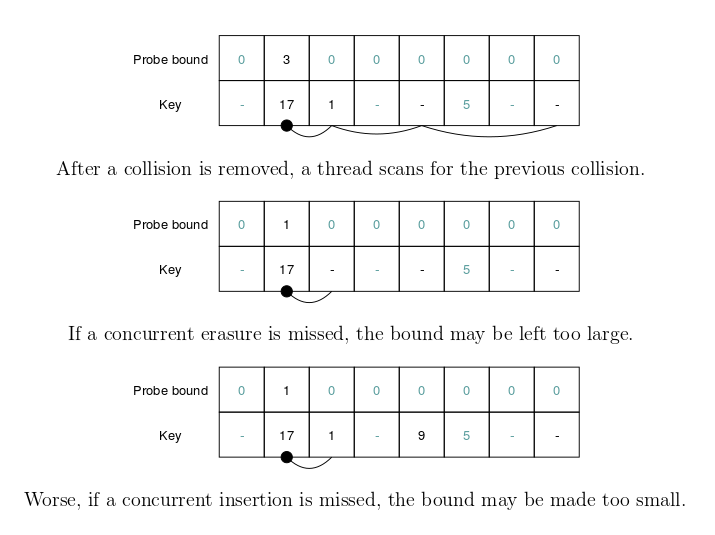 Probe bound 0 3 0 0 0 0 0 0
Key - 17 1 - - 5 - -
After a collision is removed, a thread scans for the previous collision.
Probe bound 0 1 0 0 0 0 0 0
Key - 17 - - - 5 - -
If a concurrent erasure is missed, the bound may be left too large.
Probe bound 0 1 0 0 0 0 0 0
Key - 17 1 - 9 5 - -
Worse, if a concurrent insertion is missed, the bound may be made too small.